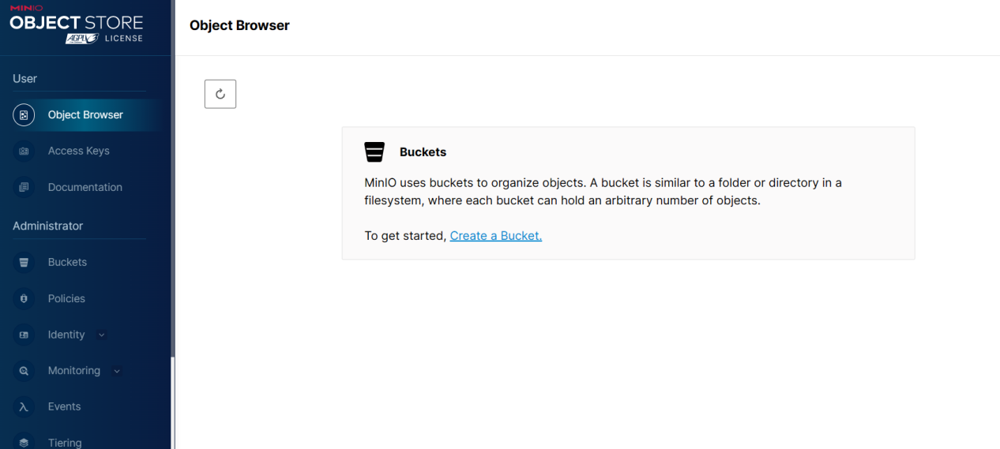 MINIO
OBJECT STORE
AGPL LICENSE
User
Object Browser
Access Keys
Documentation
Administrator
Buckets
Policies
Identity
Monitoring
Events
Tiering
Object Browser
Buckets
MinIO uses buckets to organize objects. A bucket is similar to a folder or directory in a
filesystem, where each bucket can hold an arbitrary number of objects.
To get started, Create a Bucket.